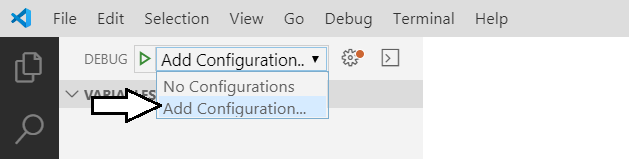 File Edit Selection View Go Debug Terminal Help
DEBUG Add Configuration..
No Configurations
VARIABLES
Add Configuration...